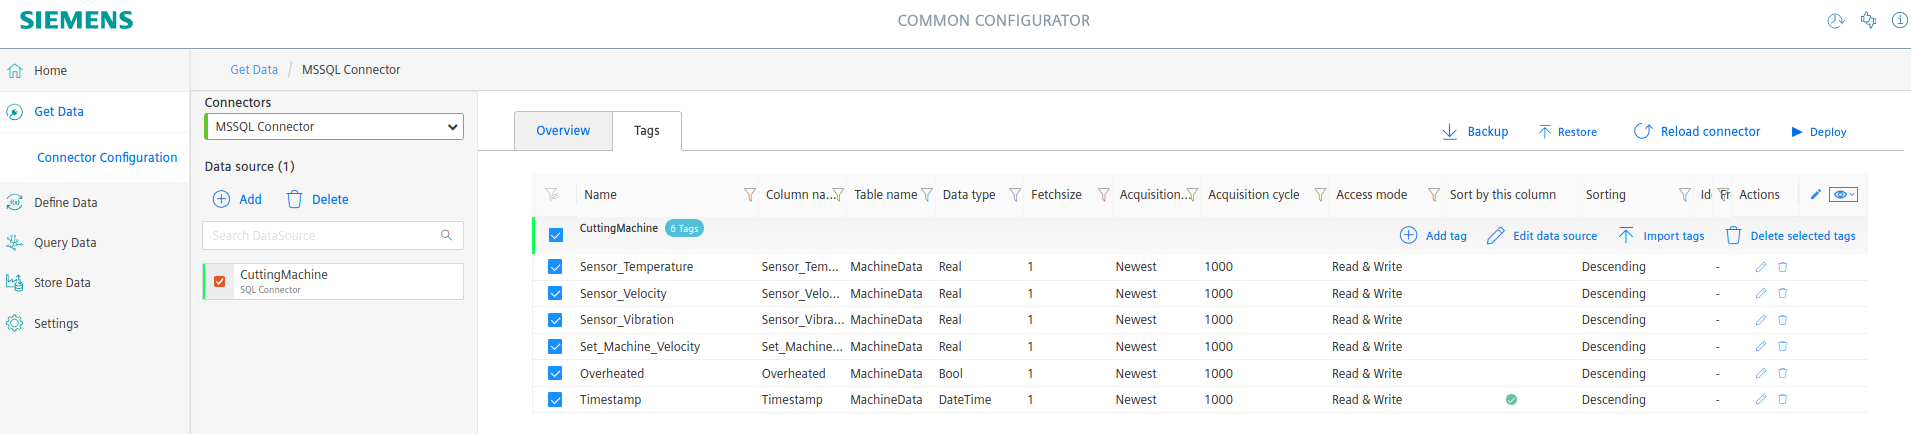 SIEMENS
COMMON CONFIGURATOR
Home
Get Data
Connector Configuration
Define Data
Query Data
Store Data
Settings
Get Data / MSSQL Connector
Connectors
MSSQL Connector
Data source (1)
Add Delete
Search DataSource
CuttingMachine
SQL Connector
Overview Tags
Backup Restore Reload connector Deploy
Name Column na... Table name Data type Fetchsize Acquisition... Acquisition cycle Access mode Sort by this column Sorting Id Fr Actions
CuttingMachine 6 Tags Add tag Edit data source Import tags Delete selected tags
Sensor_Temperature Sensor_Tem... MachineData Real 1 Newest 1000 Read & Write Descending -
Sensor_Velocity Sensor_Velo... MachineData Real 1 Newest 1000 Read & Write Descending -
Sensor_Vibration Sensor_Vibra... MachineData Real 1 Newest 1000 Read & Write Descending -
Set_Machine_Velocity Set_Machine... MachineData Real 1 Newest 1000 Read & Write Descending -
Overheated Overheated MachineData Bool 1 Newest 1000 Read & Write Descending -
Timestamp Timestamp MachineData DateTime 1 Newest 1000 Read & Write Descending -